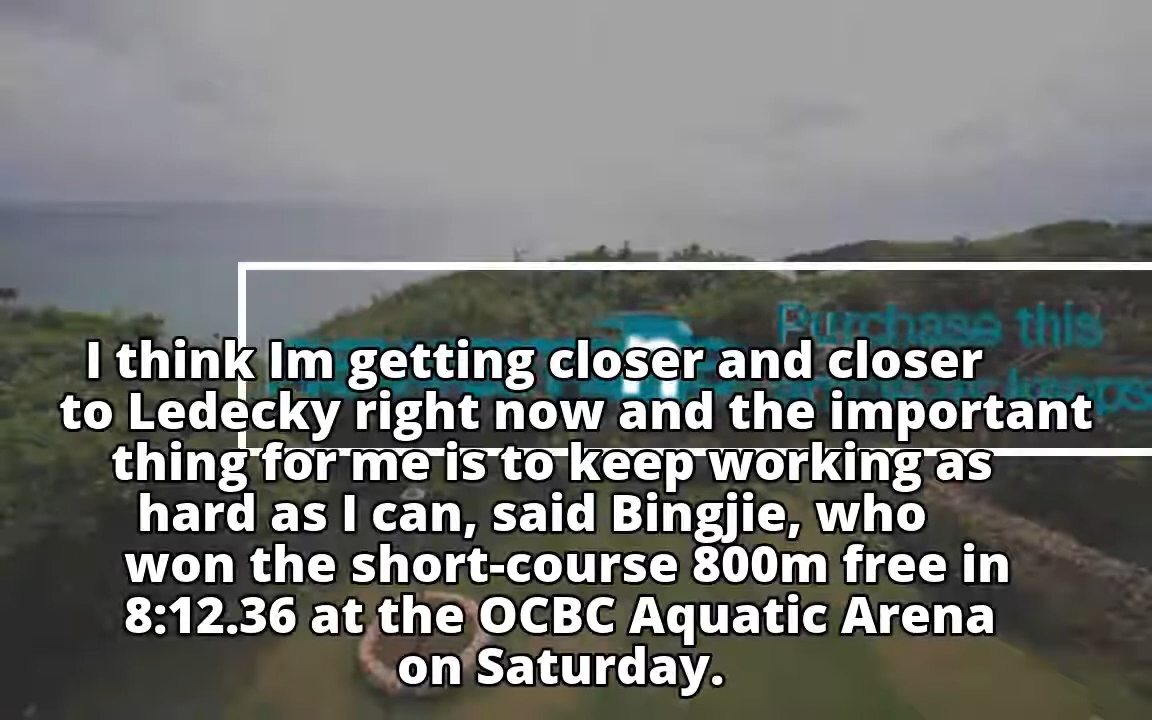 Purchase this
I think Im getting closer and closer
to Ledecky right now and the important
thing for me is to keep working as
hard as I can, said Bingjie, who
won the short-course 800m free in
8:12.36 at the OCBC Aquatic Arena
on Saturday.